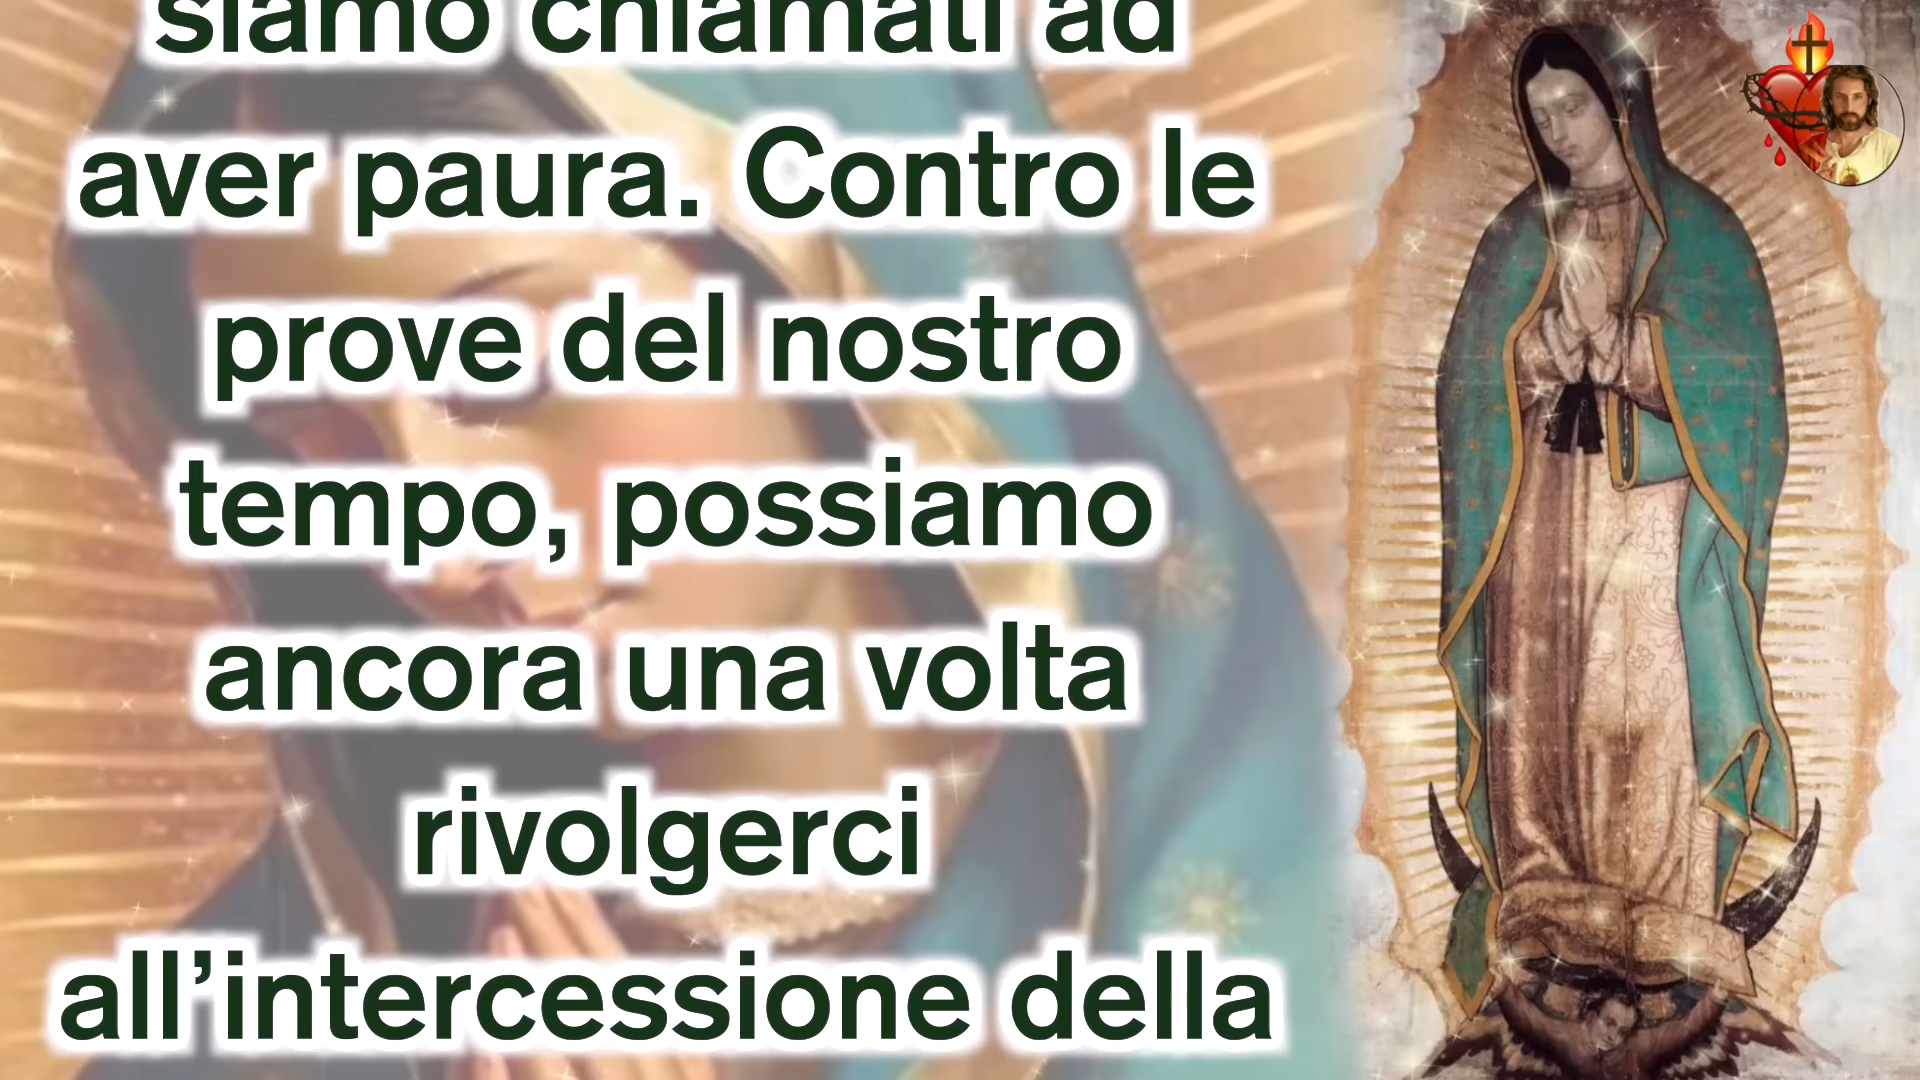 siamo chiamati ad
aver paura. Contro le
prove del nostro
tempo, possiamo
ancora una volta
rivolgerci
all’intercessione della